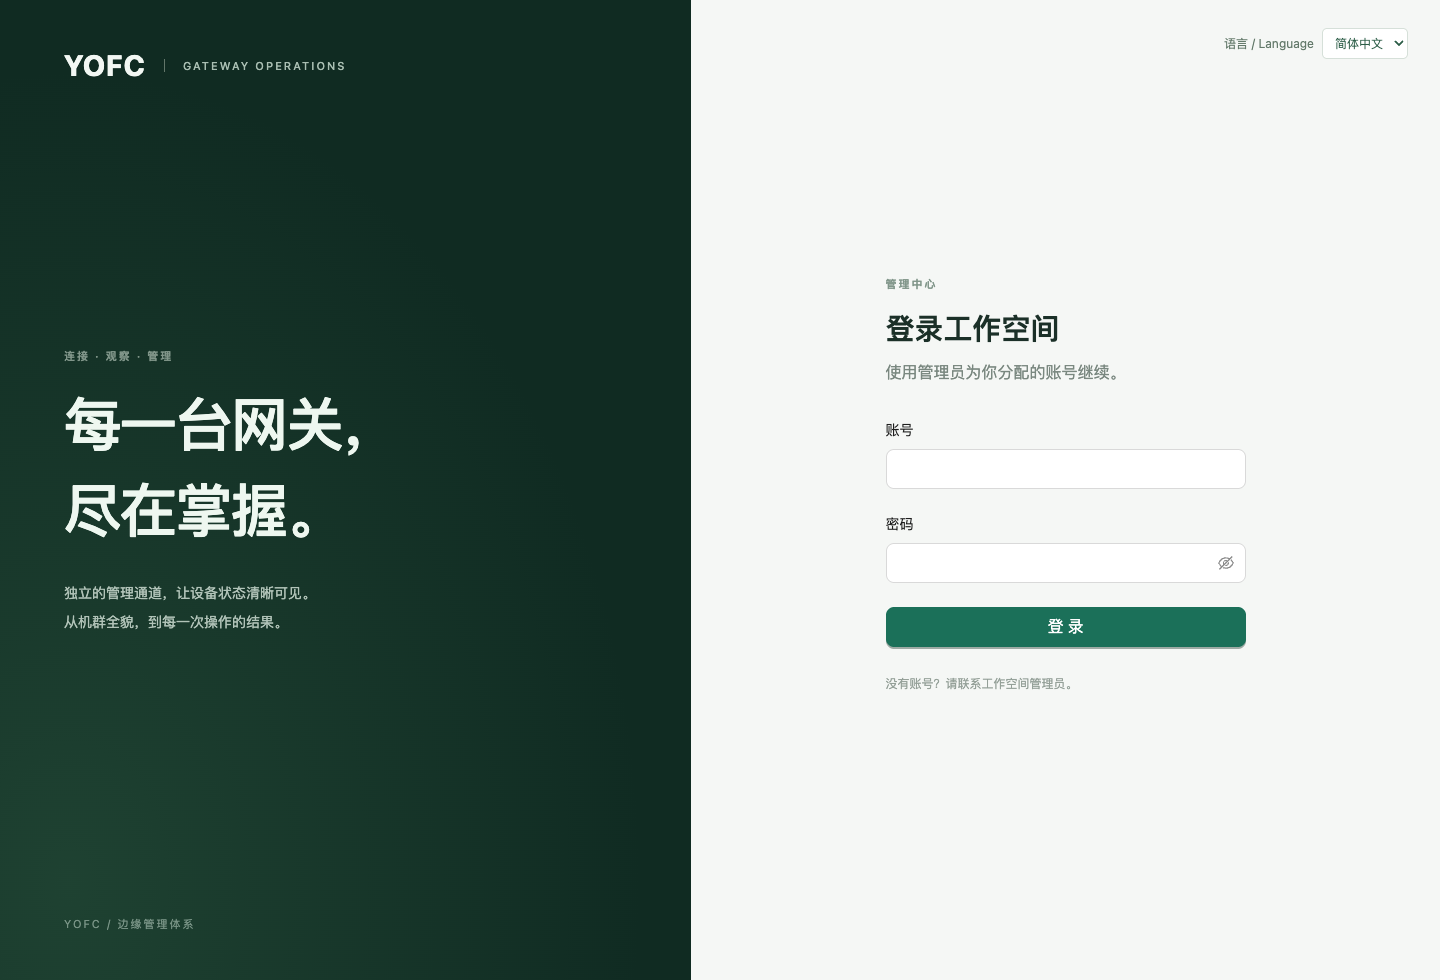 YOFC
GATEWAY OPERATIONS
连接 · 观察 · 管理
每一台网关，
尽在掌握。
独立的管理通道，让设备状态清晰可见。
从机群全貌，到每一次操作的结果。
YOFC / 边缘管理体系
语言 / Language
简体中文
管理中心
登录工作空间
使用管理员为你分配的账号继续。
账号
密码
登 录
没有账号？请联系工作空间管理员。